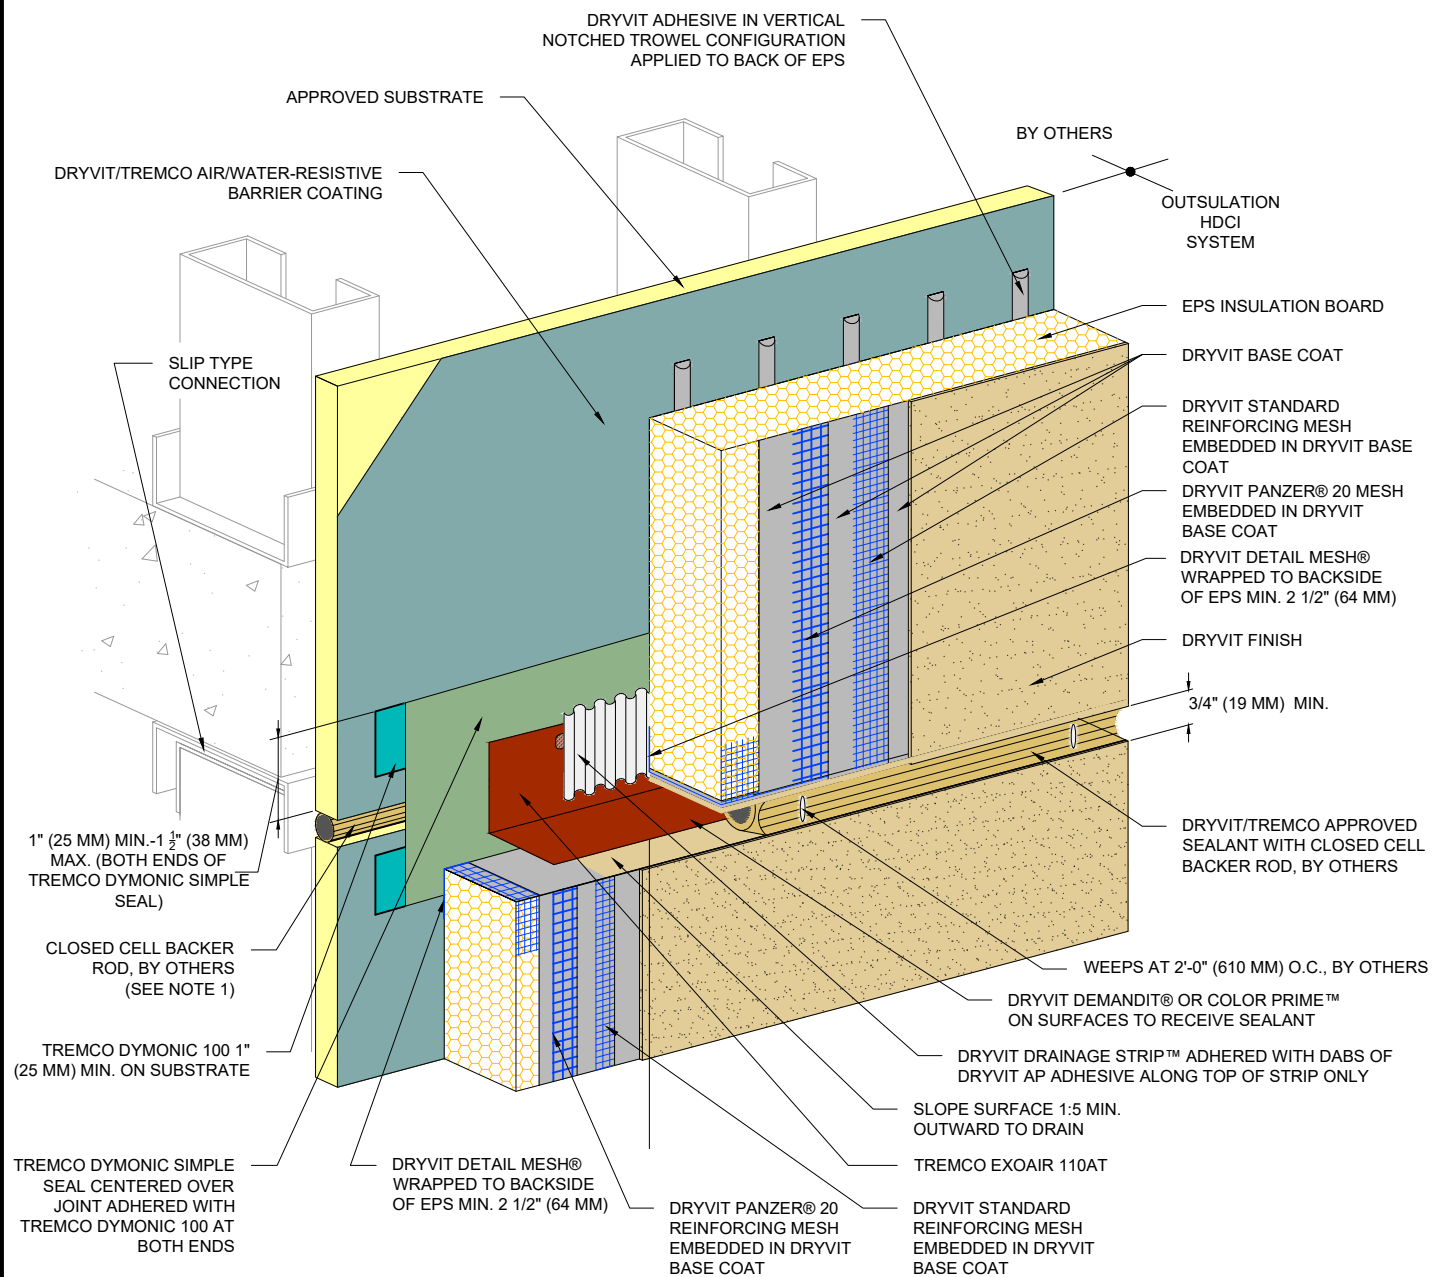 DRYVIT ADHESIVE IN VERTICAL
NOTCHED TROWEL CONFIGURATION
APPLIED TO BACK OF EPS
APPROVED SUBSTRATE
BY OTHERS
DRYVIT/TREMCO AIR/WATER-RESISTIVE
BARRIER COATING
OUTSULATION
HDCI
SYSTEM
EPS INSULATION BOARD
SLIP TYPE
CONNECTION
DRYVIT BASE COAT
DRYVIT STANDARD
REINFORCING MESH
EMBEDDED IN DRYVIT BASE
COAT
DRYVIT PANZER® 20 MESH
EMBEDDED IN DRYVIT
BASE COAT
DRYVIT DETAIL MESH®
WRAPPED TO BACKSIDE
OF EPS MIN. 2 1/2" (64 MM)
DRYVIT FINISH
3/4" (19 MM) MIN.
DRYVIT/TREMCO APPROVED
SEALANT WITH CLOSED CELL
BACKER ROD, BY OTHERS
1" (25 MM) MIN.-1 1/2" (38 MM)
MAX. (BOTH ENDS OF
TREMCO DYMONIC SIMPLE
SEAL)
CLOSED CELL BACKER
ROD, BY OTHERS
(SEE NOTE 1)
WEEPS AT 2'-0" (610 MM) O.C., BY OTHERS
DRYVIT DEMANDIT® OR COLOR PRIME™
ON SURFACES TO RECEIVE SEALANT
TREMCO DYMONIC 100 1"
(25 MM) MIN. ON SUBSTRATE
DRYVIT DRAINAGE STRIP™ ADHERED WITH DABS OF
DRYVIT AP ADHESIVE ALONG TOP OF STRIP ONLY
SLOPE SURFACE 1:5 MIN.
OUTWARD TO DRAIN
TREMCO EXOAIR 110AT
TREMCO DYMONIC SIMPLE
SEAL CENTERED OVER
JOINT ADHERED WITH
TREMCO DYMONIC 100 AT
BOTH ENDS
DRYVIT DETAIL MESH®
WRAPPED TO BACKSIDE
OF EPS MIN. 2 1/2" (64 MM)
DRYVIT PANZER® 20
REINFORCING MESH
EMBEDDED IN DRYVIT
BASE COAT
DRYVIT STANDARD
REINFORCING MESH
EMBEDDED IN DRYVIT
BASE COAT